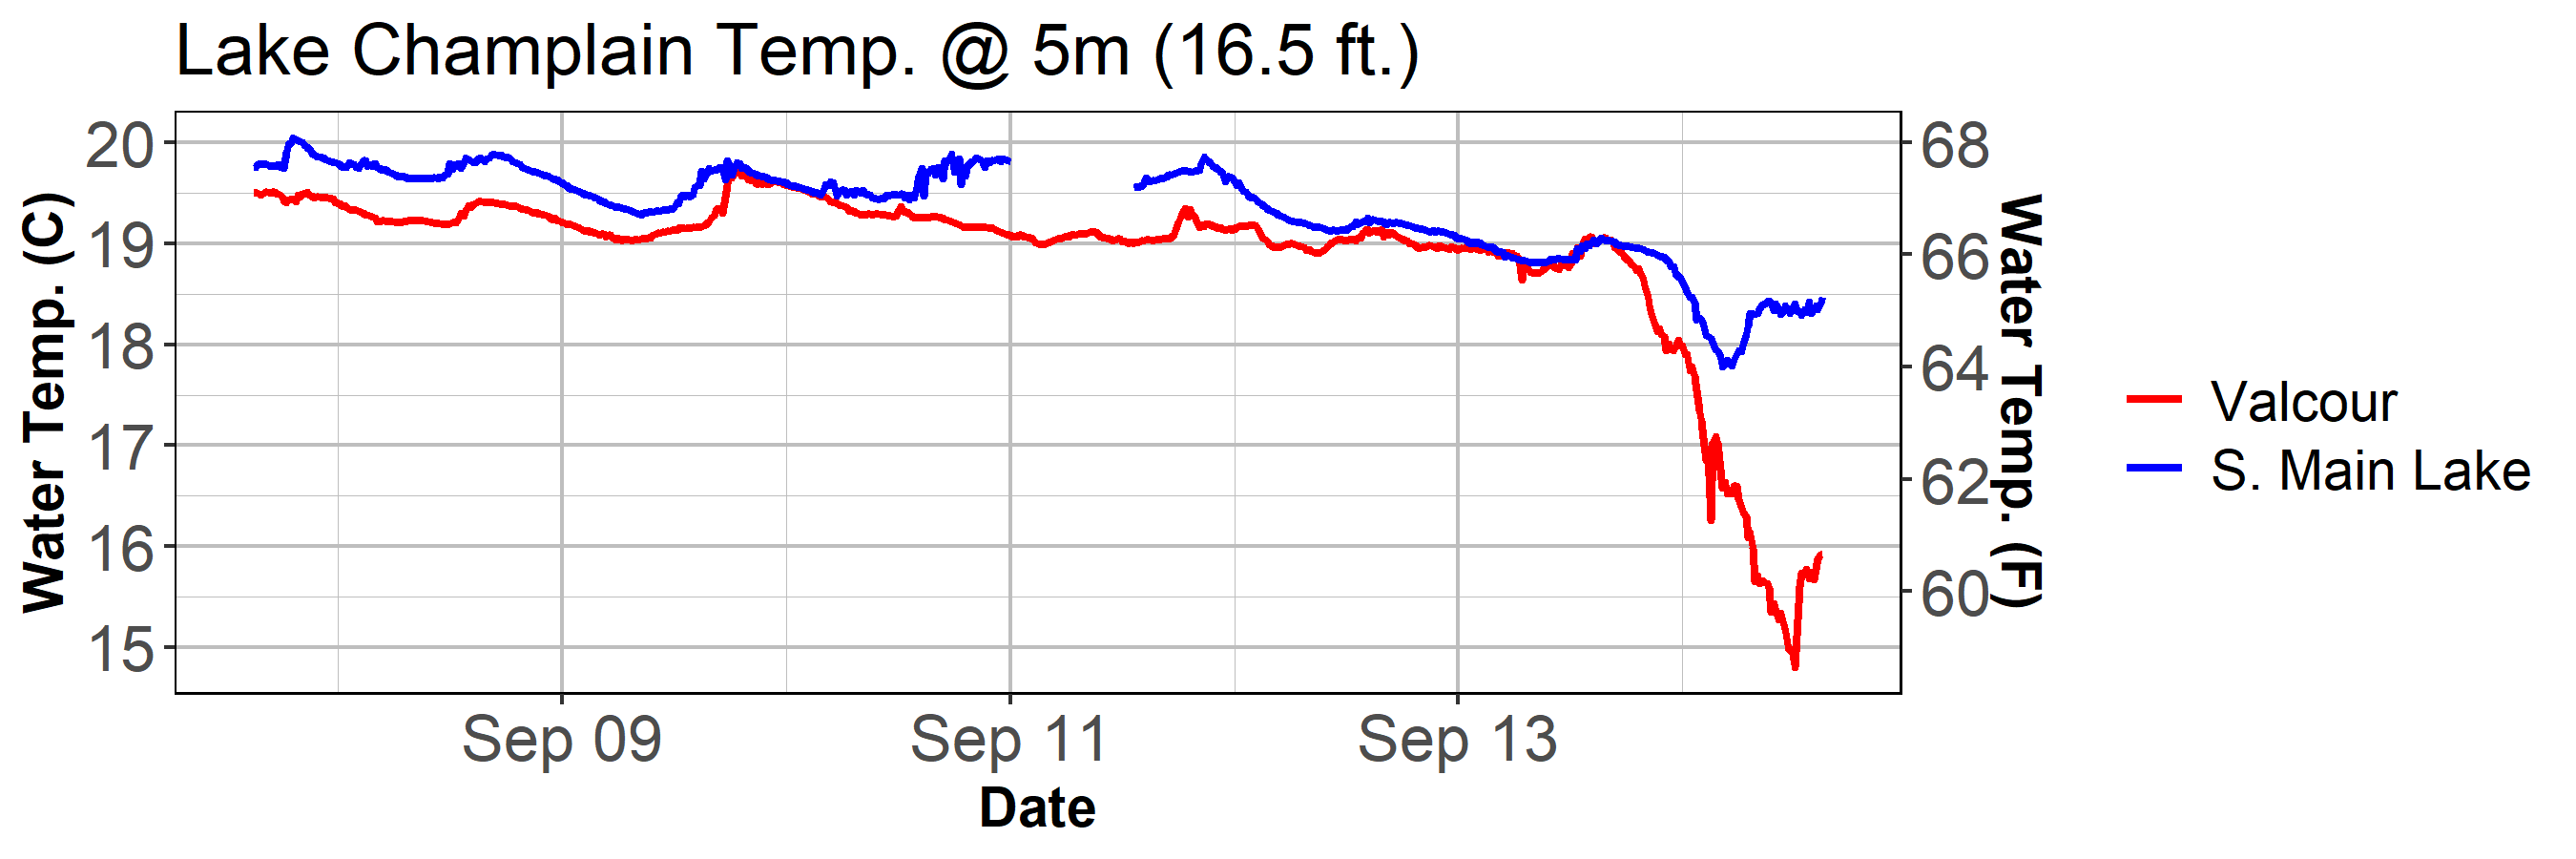 Lake Champlain Temp. @ 5m (16.5 ft.)
Water Temp. (C)
20
19
18
17
16
15
68
66
64
62
60
Water Temp. (F)
Sep 09
Sep 11
Sep 13
Date
Valcour
S. Main Lake